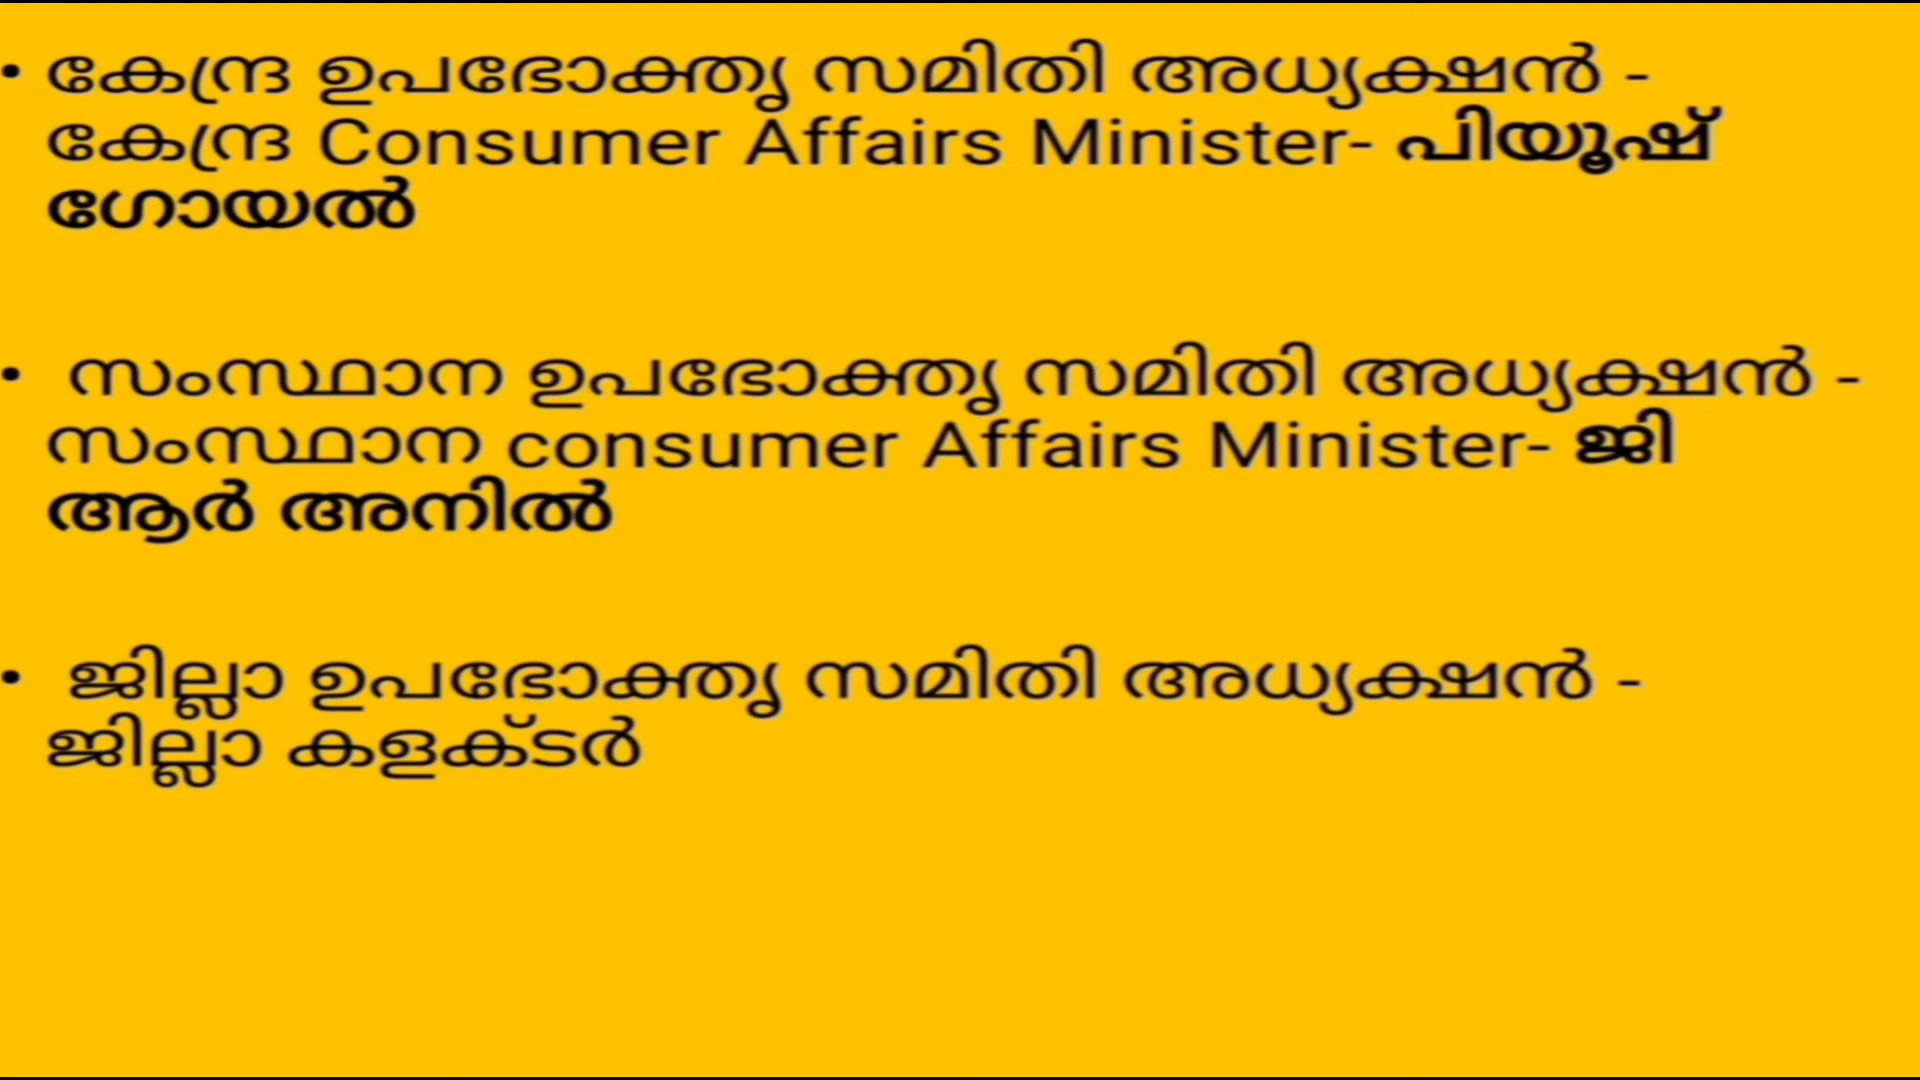 • കേന്ദ്ര ഉപഭോക്തൃ സമിതി അധ്യക്ഷൻ -
കേന്ദ്ര Consumer Affairs Minister- പിയൂഷ്
ഗോയൽ
• സംസ്ഥാന ഉപഭോക്തൃ സമിതി അധ്യക്ഷൻ -
സംസ്ഥാന consumer Affairs Minister- ജി
ആർ അനിൽ
• ജില്ലാ ഉപഭോക്തൃ സമിതി അധ്യക്ഷൻ -
ജില്ലാ കളക്ടർ